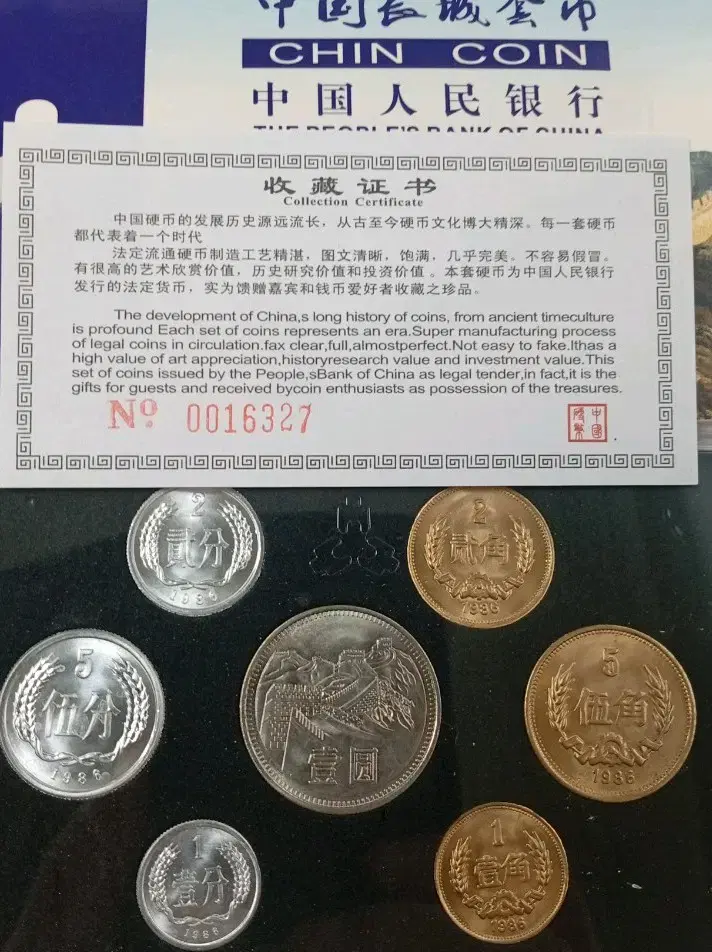 中国长城套币
CHIN COIN
中国人民银行
THE PEOPLE'S BANK OF CHINA
收藏证书
Collection Certificate
中国硬币的发展历史源远流长，从古至今硬币文化博大精深。每一套硬币
都代表着一个时代
法定流通硬币制造工艺精湛，图文清晰，饱满，几乎完美。不容易假冒。
有很高的艺术欣赏价值，历史研究价值和投资价值 。本套硬币为中国人民银行
发行的法定货币，实为馈赠嘉宾和钱币爱好者收藏之珍品。
The development of China,s long history of coins, from ancient timeculture
is profound Each set of coins represents an era.Super manufacturing process
of legal coins in circulation.fax clear,full,almostperfect.Not easy to fake.Ithas a
high value of art appreciation,historyresearch value and investment value.This
set of coins issued by the People,sBank of China as legal tender,in fact,it is the
gifts for guests and received bycoin enthusiasts as possession of the treasures.
Nº 0016327
中國
硬幣
2
贰分
1986
2
贰角
1986
5
伍分
1986
壹圆
5
伍角
1986
1
壹分
1986
1
壹角
1986